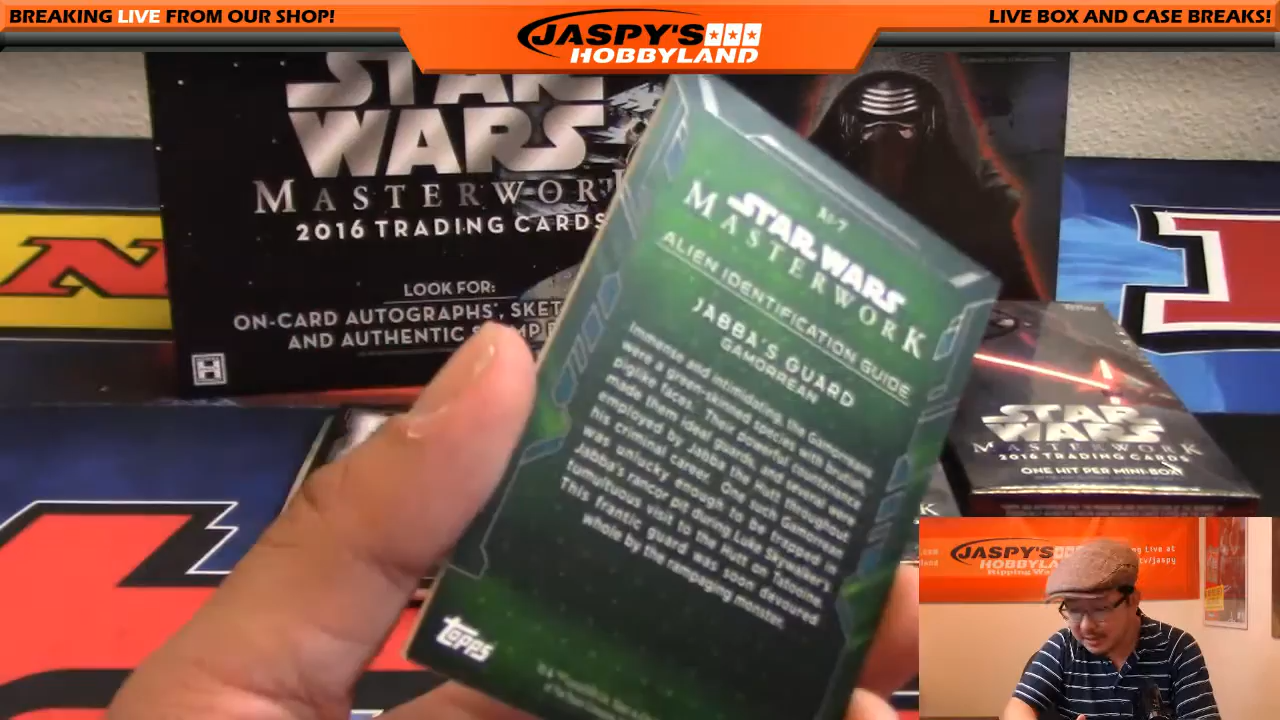 BREAKING LIVE FROM OUR SHOP!
JASPY'S
HOBBYLAND
LIVE BOX AND CASE BREAKS!
STAR
WARS
MASTERWORK
2016 TRADING CARDS
LOOK FOR:
ON-CARD AUTOGRAPHS, SKET
AND AUTHENTIC
AI-7
STAR WARS
MASTERWORK
ALIEN IDENTIFICATION GUIDE
JABBA'S GUARD
GAMORREAN
Immense and intimidating, the Gamorreans
were a green-skinned species with brutish,
piglike faces. Their powerful countenance
made them ideal guards, and several were
employed by Jabba the Hutt throughout
his criminal career. One such Gamorrean
was unlucky enough to be trapped in
Jabba's rancor pit during Luke Skywalker's
tumultuous visit to the Hutt on Tatooine.
This frantic guard was soon devoured
whole by the rampaging monster.
TOPPS
STAR
WARS
MASTERWORK
2016 TRADING CARDS
ONE HIT PER MINI-BOX
JASPY'S
HOBBYLAND